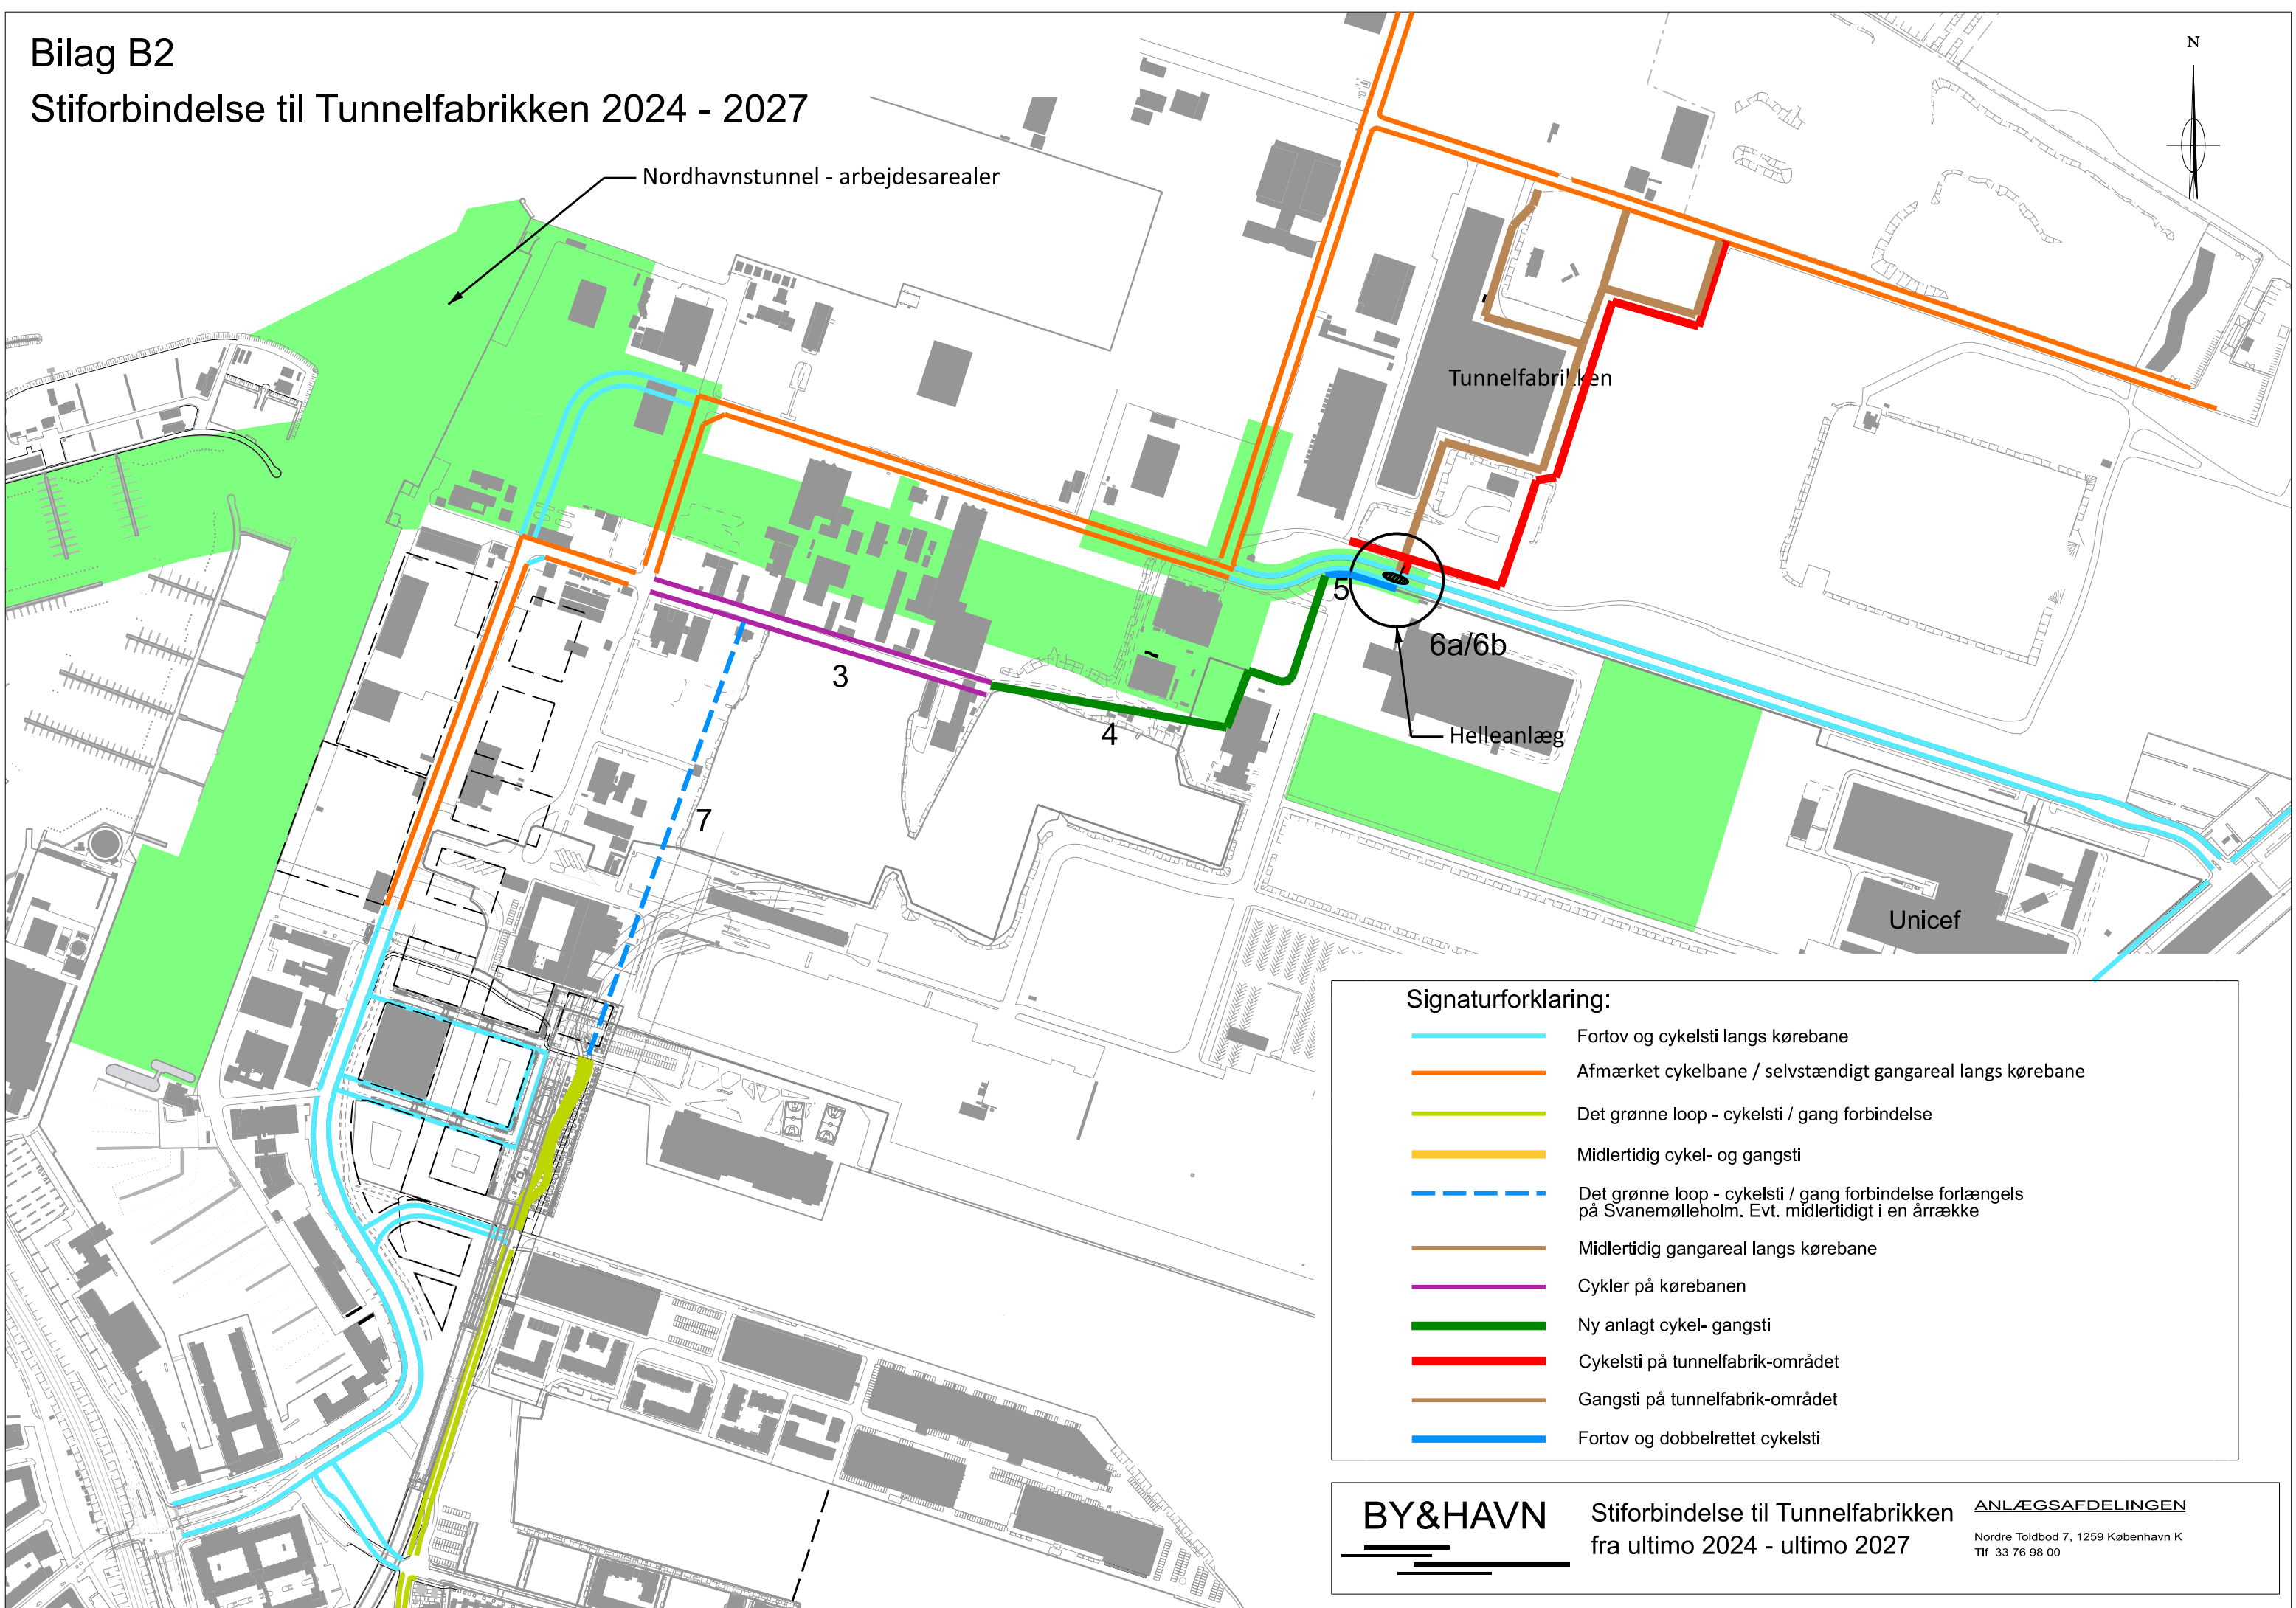 Bilag B2
Stiforbindelse til Tunnelfabrikken 2024 - 2027
N
Nordhavnstunnel - arbejdesarealer
Tunnelfabrikken
5
6a/6b
3
4
Helleanlæg
7
Unicef
Signaturforklaring:
Fortov og cykelsti langs kørebane
Afmærket cykelbane / selvstændigt gangareal langs kørebane
Det grønne loop - cykelsti / gang forbindelse
Midlertidig cykel- og gangsti
Det grønne loop - cykelsti / gang forbindelse forlængels
på Svanemølleholm. Evt. midlertidigt i en årrække
Midlertidig gangareal langs kørebane
Cykler på kørebanen
Ny anlagt cykel- gangsti
Cykelsti på tunnelfabrik-området
Gangsti på tunnelfabrik-området
Fortov og dobbelrettet cykelsti
BY&HAVN
Stiforbindelse til Tunnelfabrikken
fra ultimo 2024 - ultimo 2027
ANLÆGSAFDELINGEN
Nordre Toldbod 7, 1259 København K
Tlf 33 76 98 00